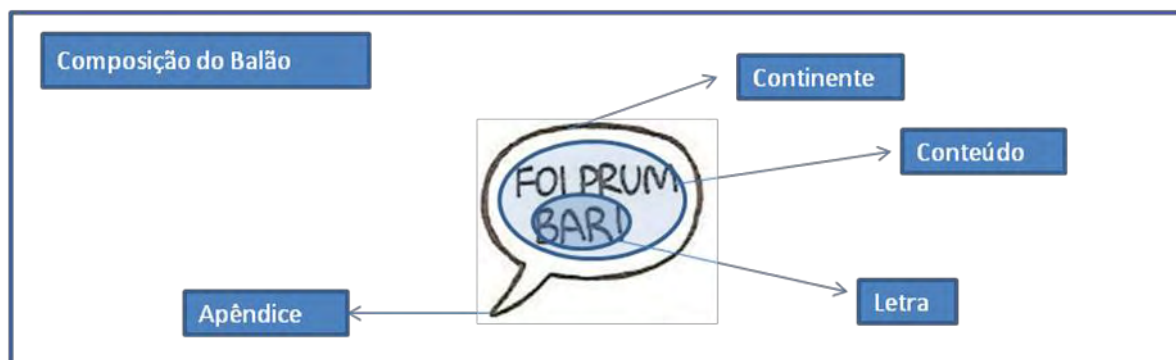 Composição do Balão
Continente
Conteúdo
FOI PRUM
BAR!
Letra
Apêndice